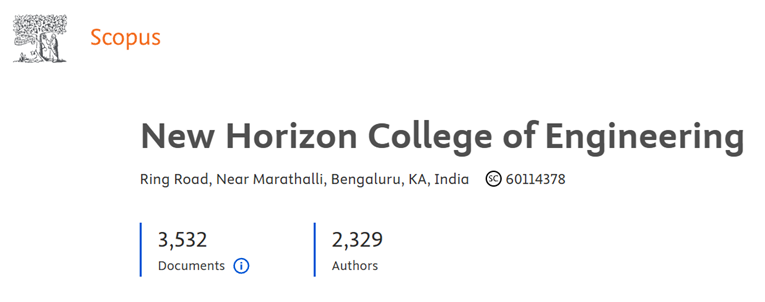 Scopus
New Horizon College of Engineering
Ring Road, Near Marathalli, Bengaluru, KA, India SC 60114378
3,532 2,329
Documents i Authors